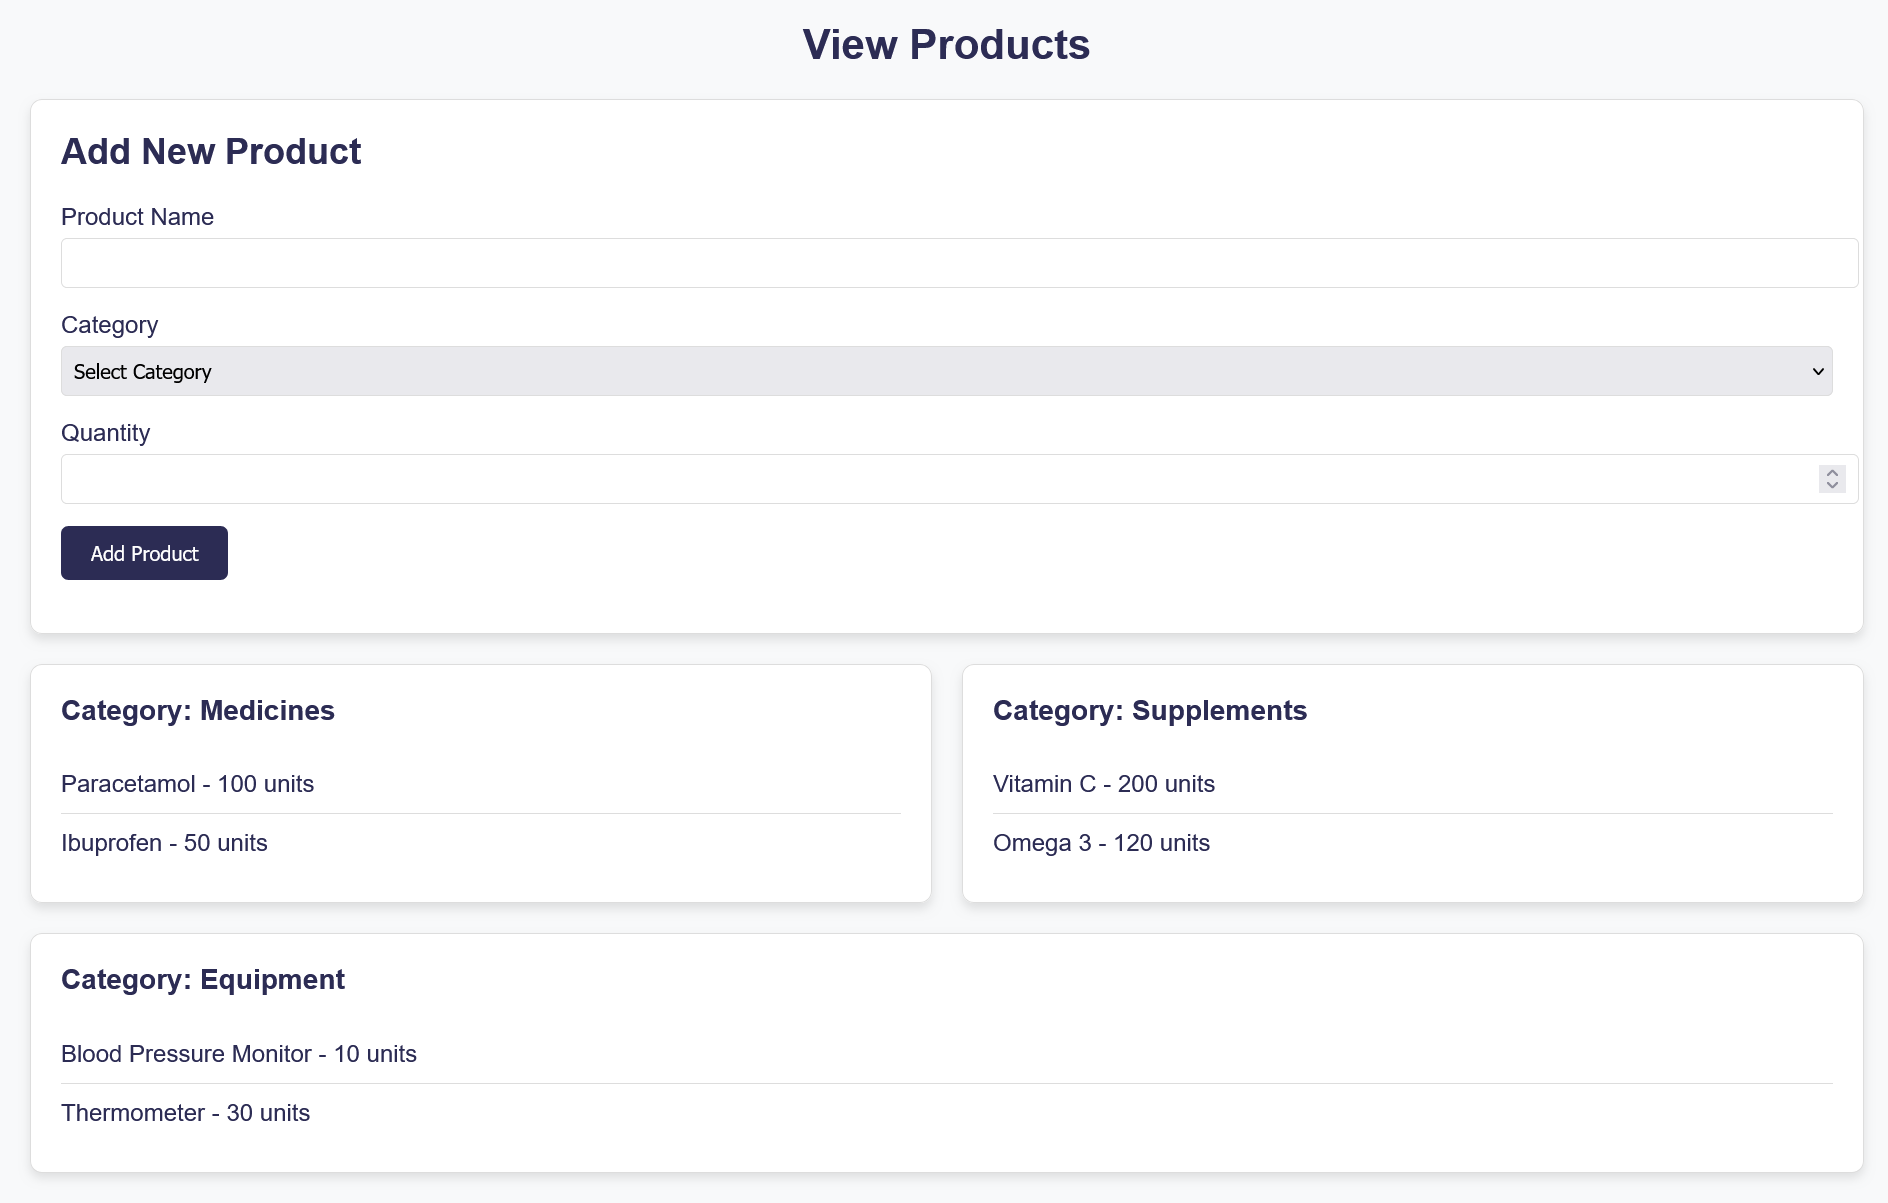 View Products
Add New Product
Product Name
Category
Select Category
Quantity
Add Product
Category: Medicines
Paracetamol - 100 units
Ibuprofen - 50 units
Category: Supplements
Vitamin C - 200 units
Omega 3 - 120 units
Category: Equipment
Blood Pressure Monitor - 10 units
Thermometer - 30 units